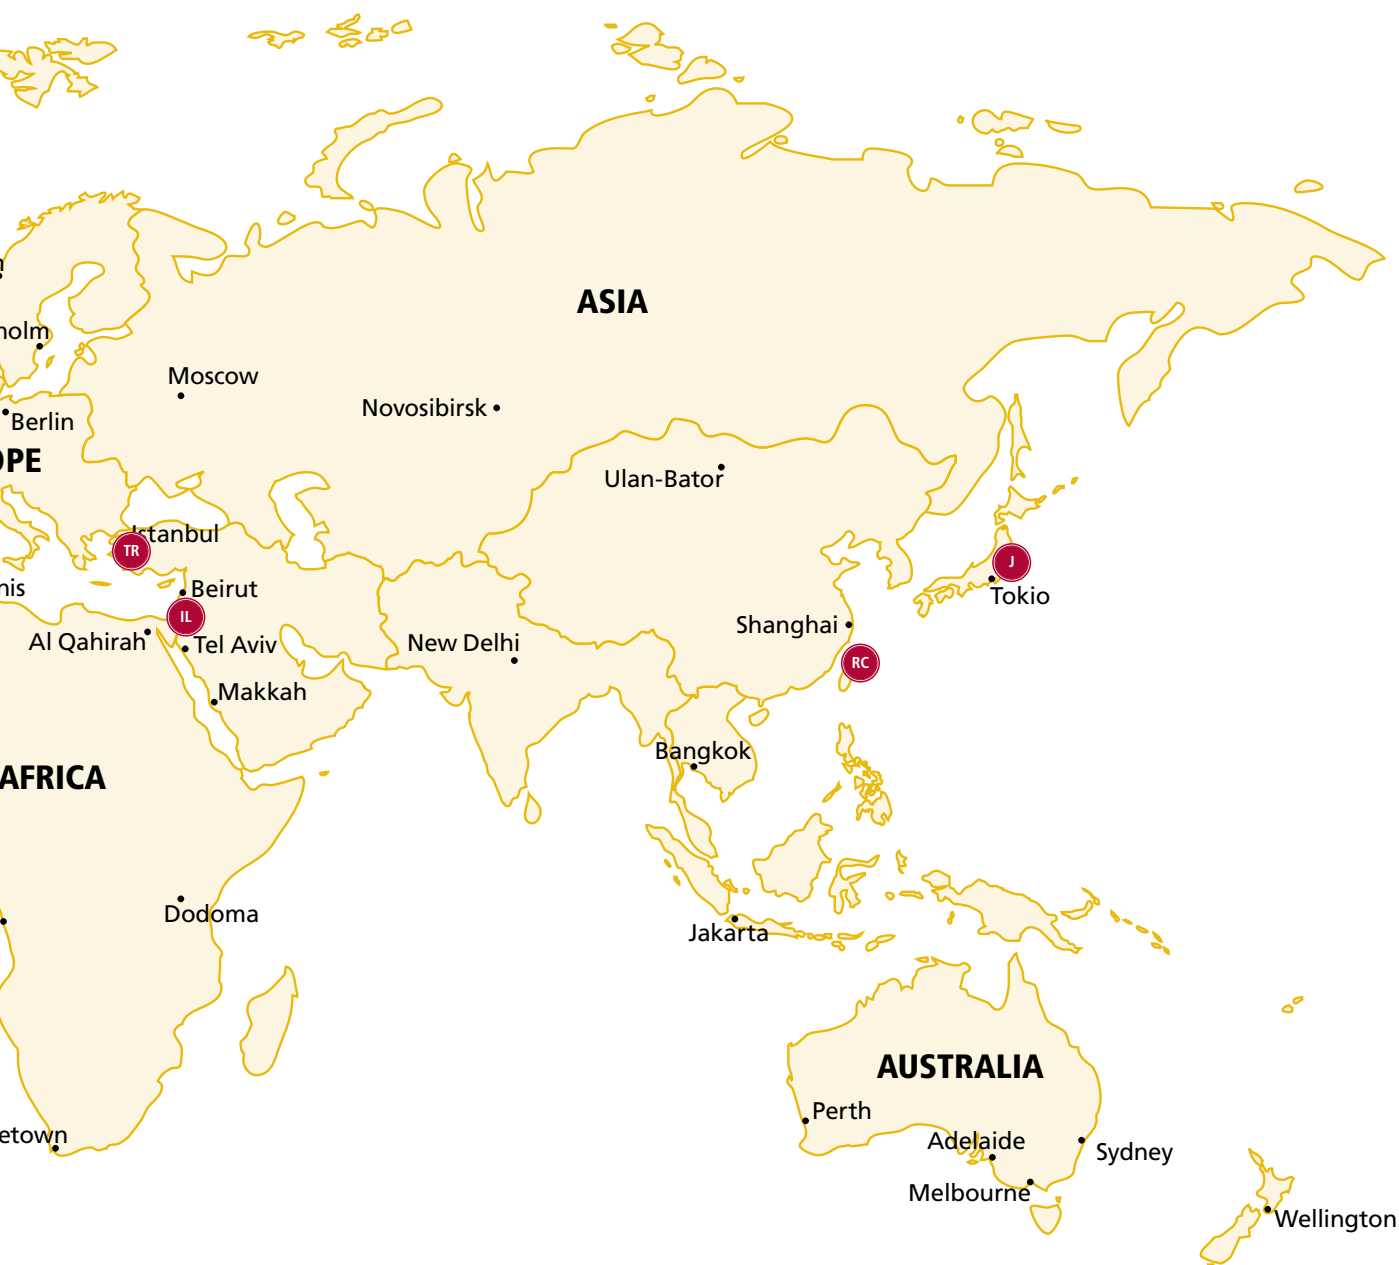 ASIA
holm
Moscow
Novosibirsk
Berlin
OPE
Ulan-Bator
Istanbul
TR
J
nis
Beirut
Tokio
IL
Shanghai
Al Qahirah
Tel Aviv
New Delhi
RC
Makkah
Bangkok
AFRICA
Dodoma
Jakarta
AUSTRALIA
Perth
etown
Adelaide
Sydney
Melbourne
Wellington